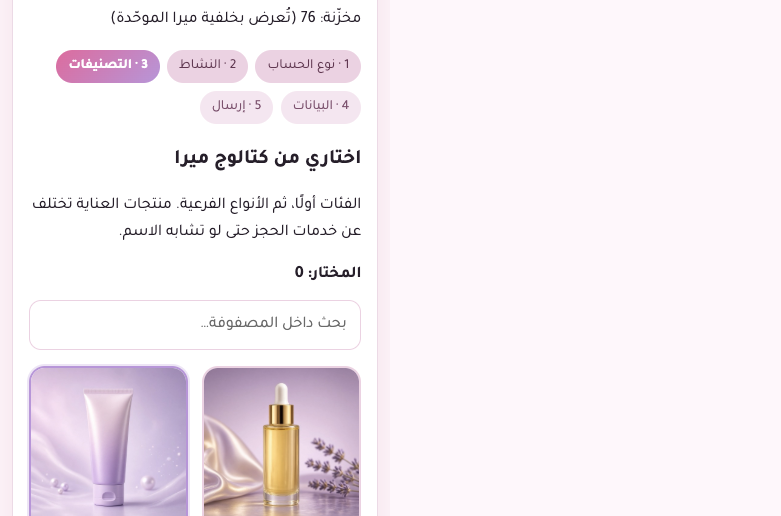 مخزّنة: 76 (تُعرض بخلفية ميرا الموحّدة)
1 · نوع الحساب
2 · النشاط
3 · التصنيفات
4 · البيانات
5 · إرسال
اختاري من كتالوج ميرا
الفئات أولًا، ثم الأنواع الفرعية. منتجات العناية تختلف
عن خدمات الحجز حتى لو تشابه الاسم.
المختار: 0
بحث داخل المصفوفة…